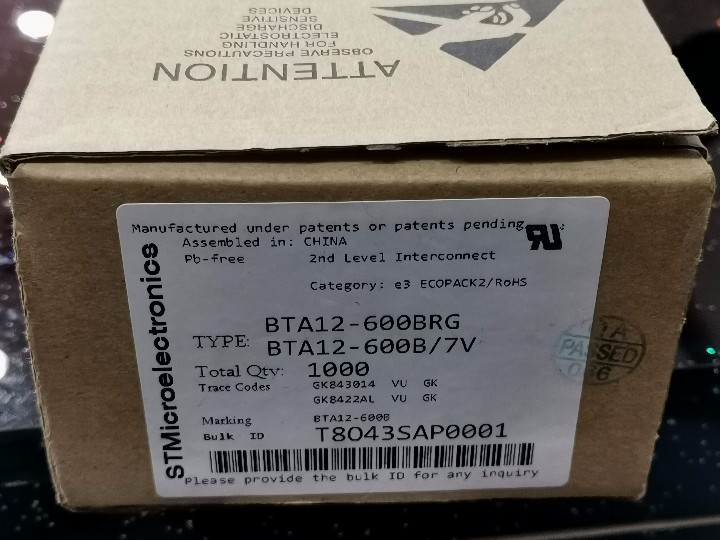 ATTENTION
OBSERVE PRECAUTIONS
FOR HANDLING
ELECTROSTATIC
DISCHARGE
SENSITIVE
DEVICES
Manufactured under patents or patents pending
Assembled in: CHINA
Pb-free 2nd Level Interconnect
Category: e3 ECOPACK2/RoHS
STMicroelectronics
BTA12-600BRG
TYPE: BTA12-600B/7V
Total Qty: 1000
Trace Codes GK843014 VU GK
GK8422AL VU GK
Marking BTA12-600B
Bulk ID T8O43SAP0001
Please provide the bulk ID for any inquiry
PASSED